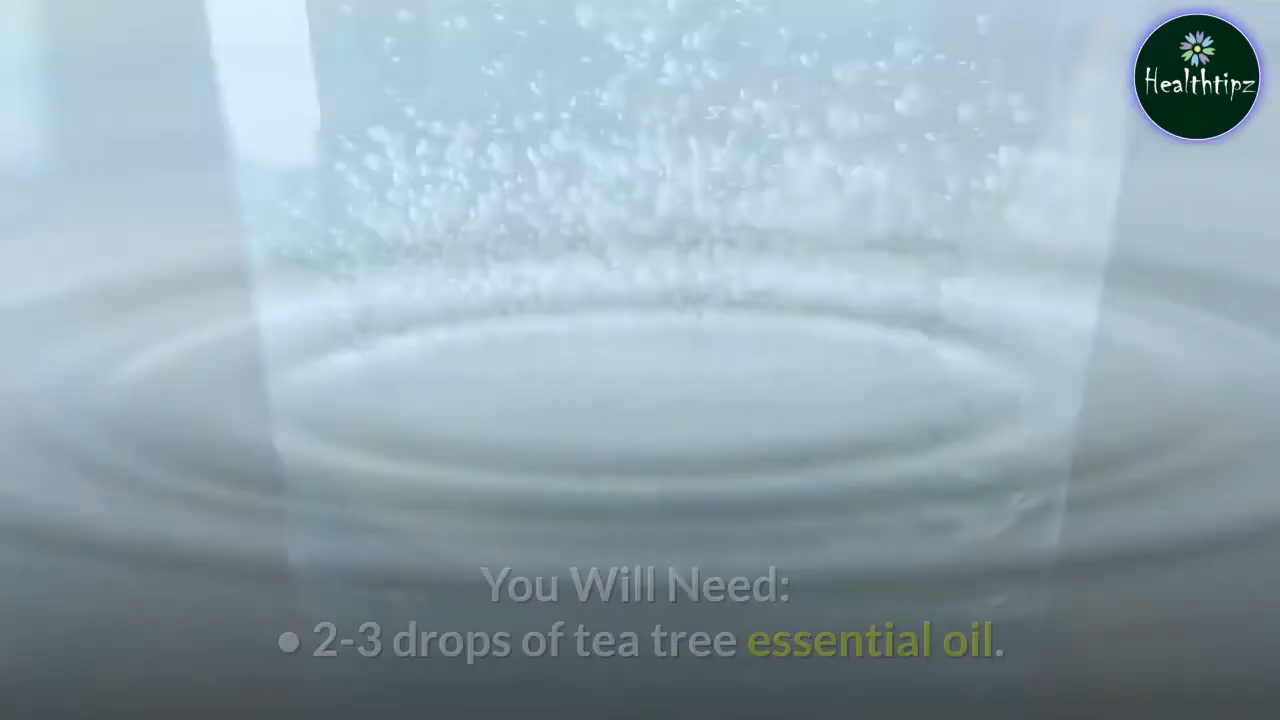 Healthtipz
You Will Need:
• 2-3 drops of tea tree essential oil.